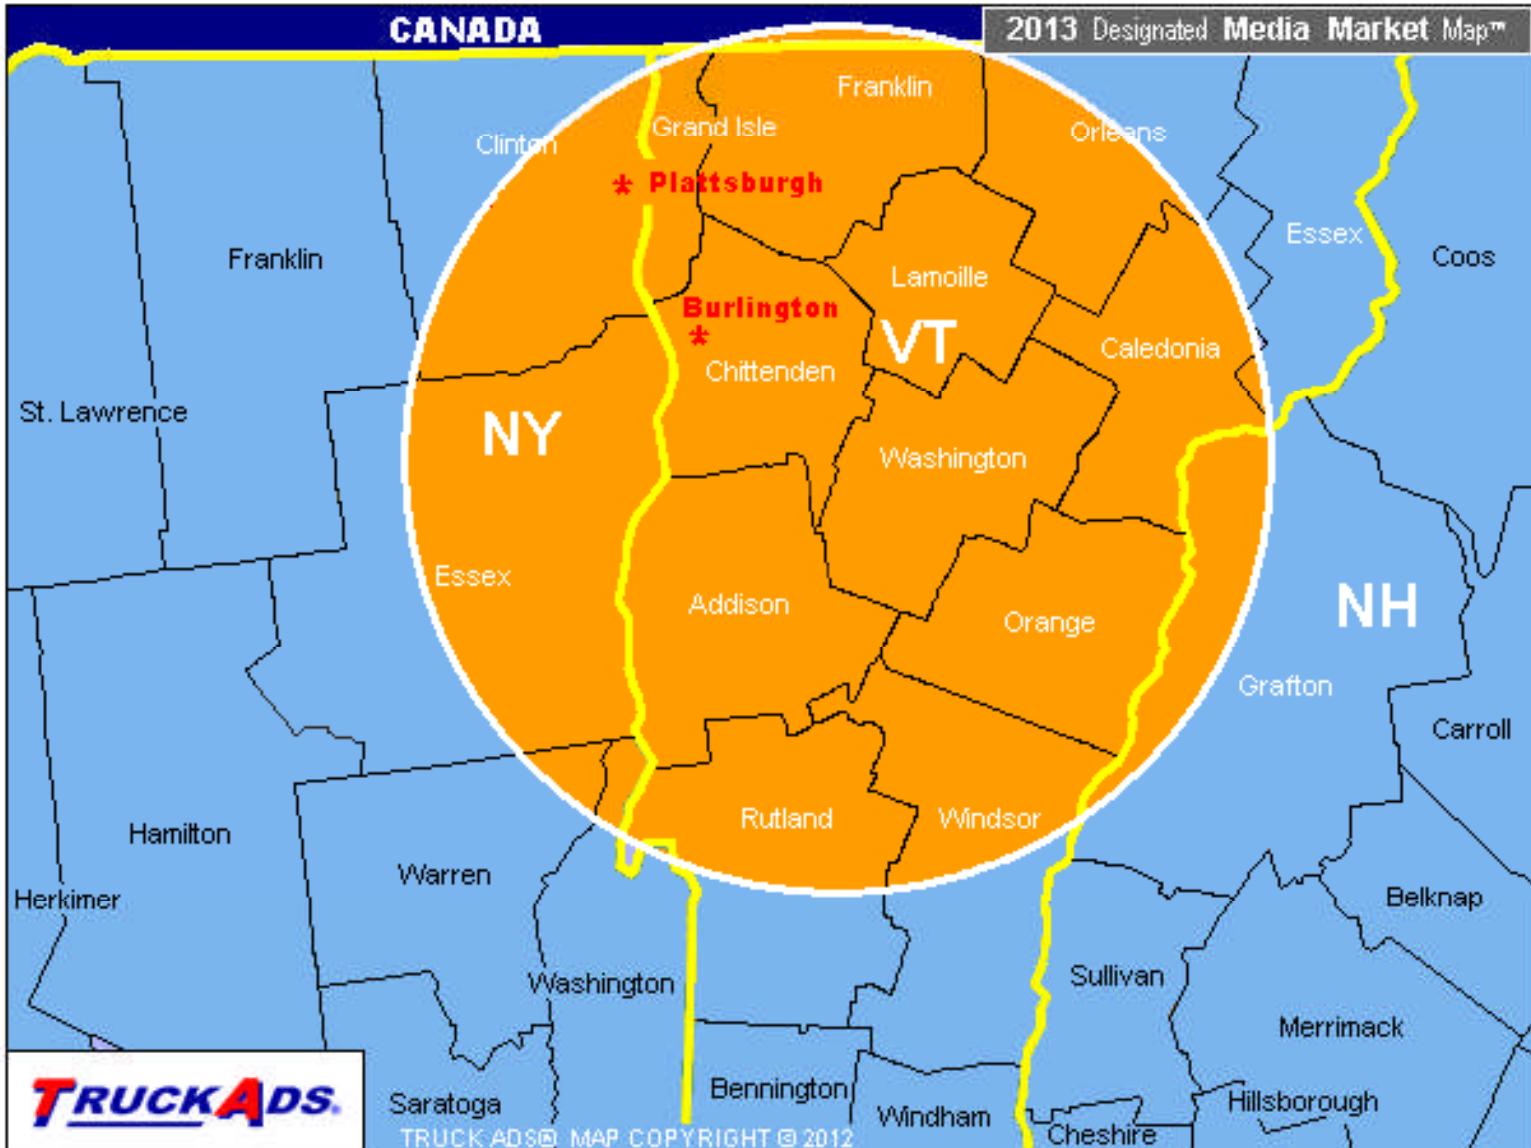 CANADA
2013 Designated Media Market Map™
Franklin
Grand Isle
Orleans
Clinton
* Plattsburgh
Essex
Coos
Franklin
Lamoille
Burlington
*
VT
Caledonia
Chittenden
St. Lawrence
NY
Washington
Essex
Addison
NH
Orange
Grafton
Carroll
Hamilton
Rutland
Windsor
Warren
Herkimer
Belknap
Washington
Sullivan
Merrimack
Bennington
Saratoga
Windham
Hillsborough
Cheshire
TRUCKADS.
TRUCK ADS® MAP COPYRIGHT © 2012